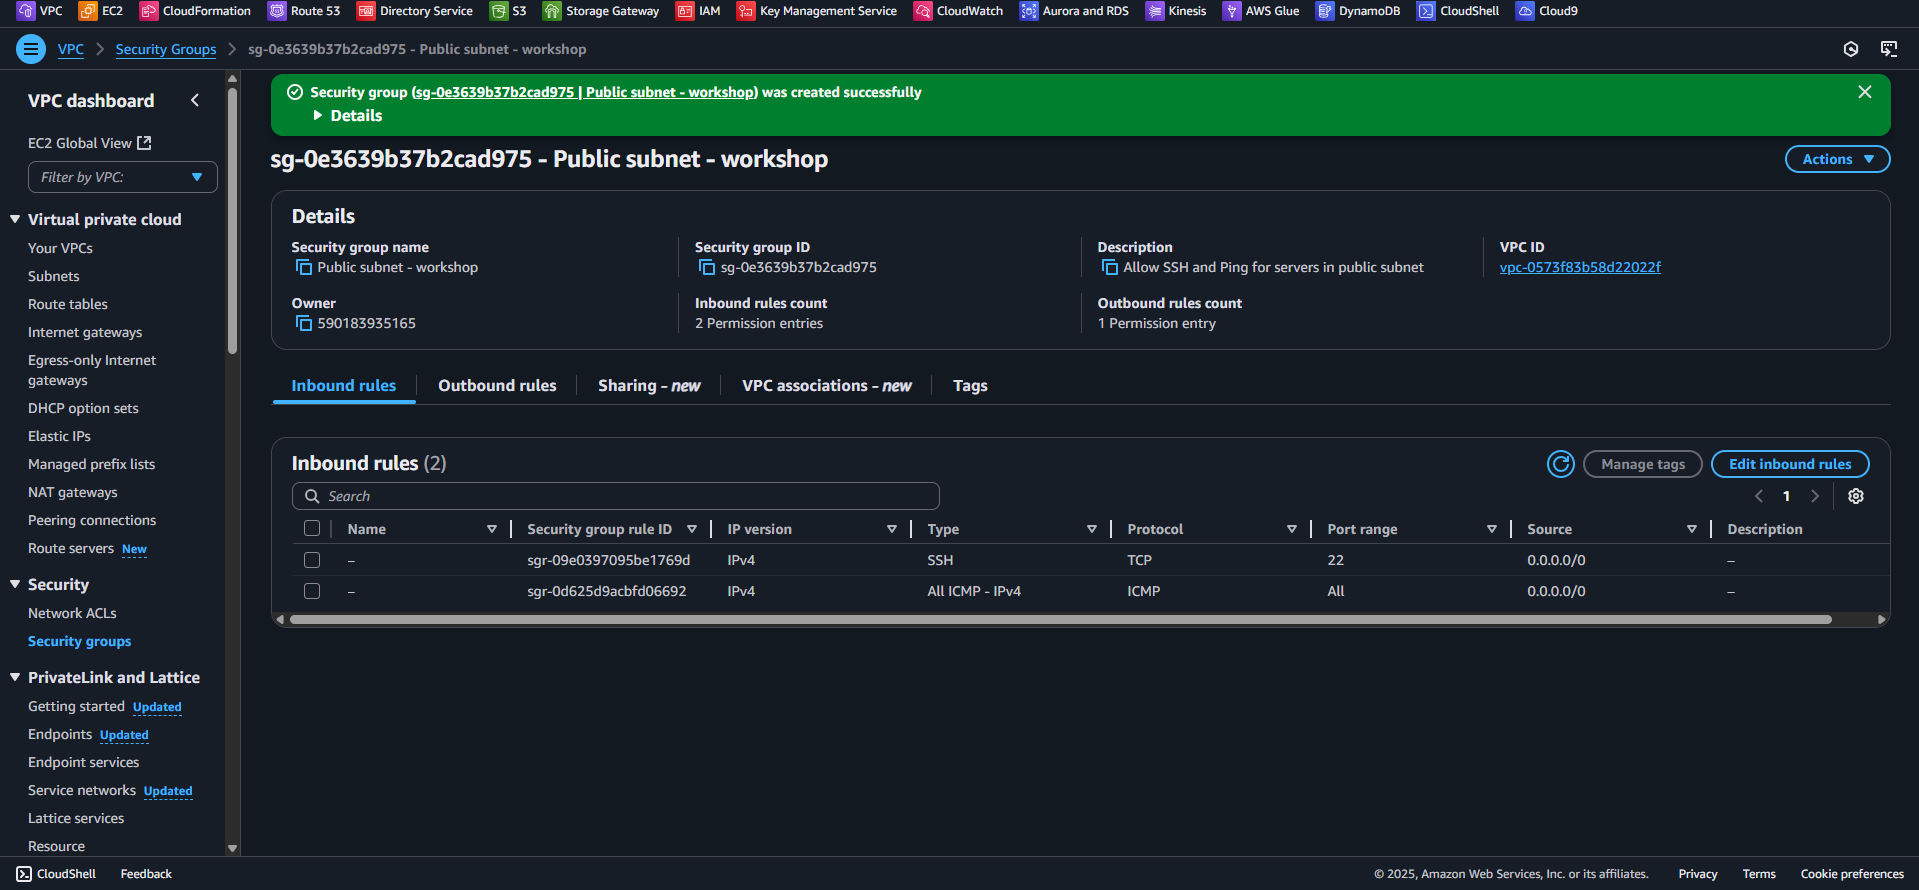 VPC EC2 CloudFormation Route 53 Directory Service S3 Storage Gateway IAM Key Management Service CloudWatch Aurora and RDS Kinesis AWS Glue DynamoDB CloudShell Cloud9
VPC > Security Groups > sg-0e3639b37b2cad975 - Public subnet - workshop
VPC dashboard
EC2 Global View
Filter by VPC:
Virtual private cloud
Your VPCs
Subnets
Route tables
Internet gateways
Egress-only Internet
gateways
DHCP option sets
Elastic IPs
Managed prefix lists
NAT gateways
Peering connections
Route servers New
Security
Network ACLs
Security groups
PrivateLink and Lattice
Getting started Updated
Endpoints Updated
Endpoint services
Service networks Updated
Lattice services
Resource
Security group (sg-0e3639b37b2cad975 | Public subnet - workshop) was created successfully
Details
sg-0e3639b37b2cad975 - Public subnet - workshop
Actions
Details
Security group name
Public subnet - workshop
Security group ID
sg-0e3639b37b2cad975
Description
Allow SSH and Ping for servers in public subnet
VPC ID
vpc-0573f83b58d22022f
Owner
590183935165
Inbound rules count
2 Permission entries
Outbound rules count
1 Permission entry
Inbound rules Outbound rules Sharing - new VPC associations - new Tags
Inbound rules (2)
Manage tags Edit inbound rules
Search
1
Name Security group rule ID IP version Type Protocol Port range Source Description
– sgr-09e0397095be1769d IPv4 SSH TCP 22 0.0.0.0/0 –
– sgr-0d625d9acbfd06692 IPv4 All ICMP - IPv4 ICMP All 0.0.0.0/0 –
CloudShell Feedback © 2025, Amazon Web Services, Inc. or its affiliates. Privacy Terms Cookie preferences